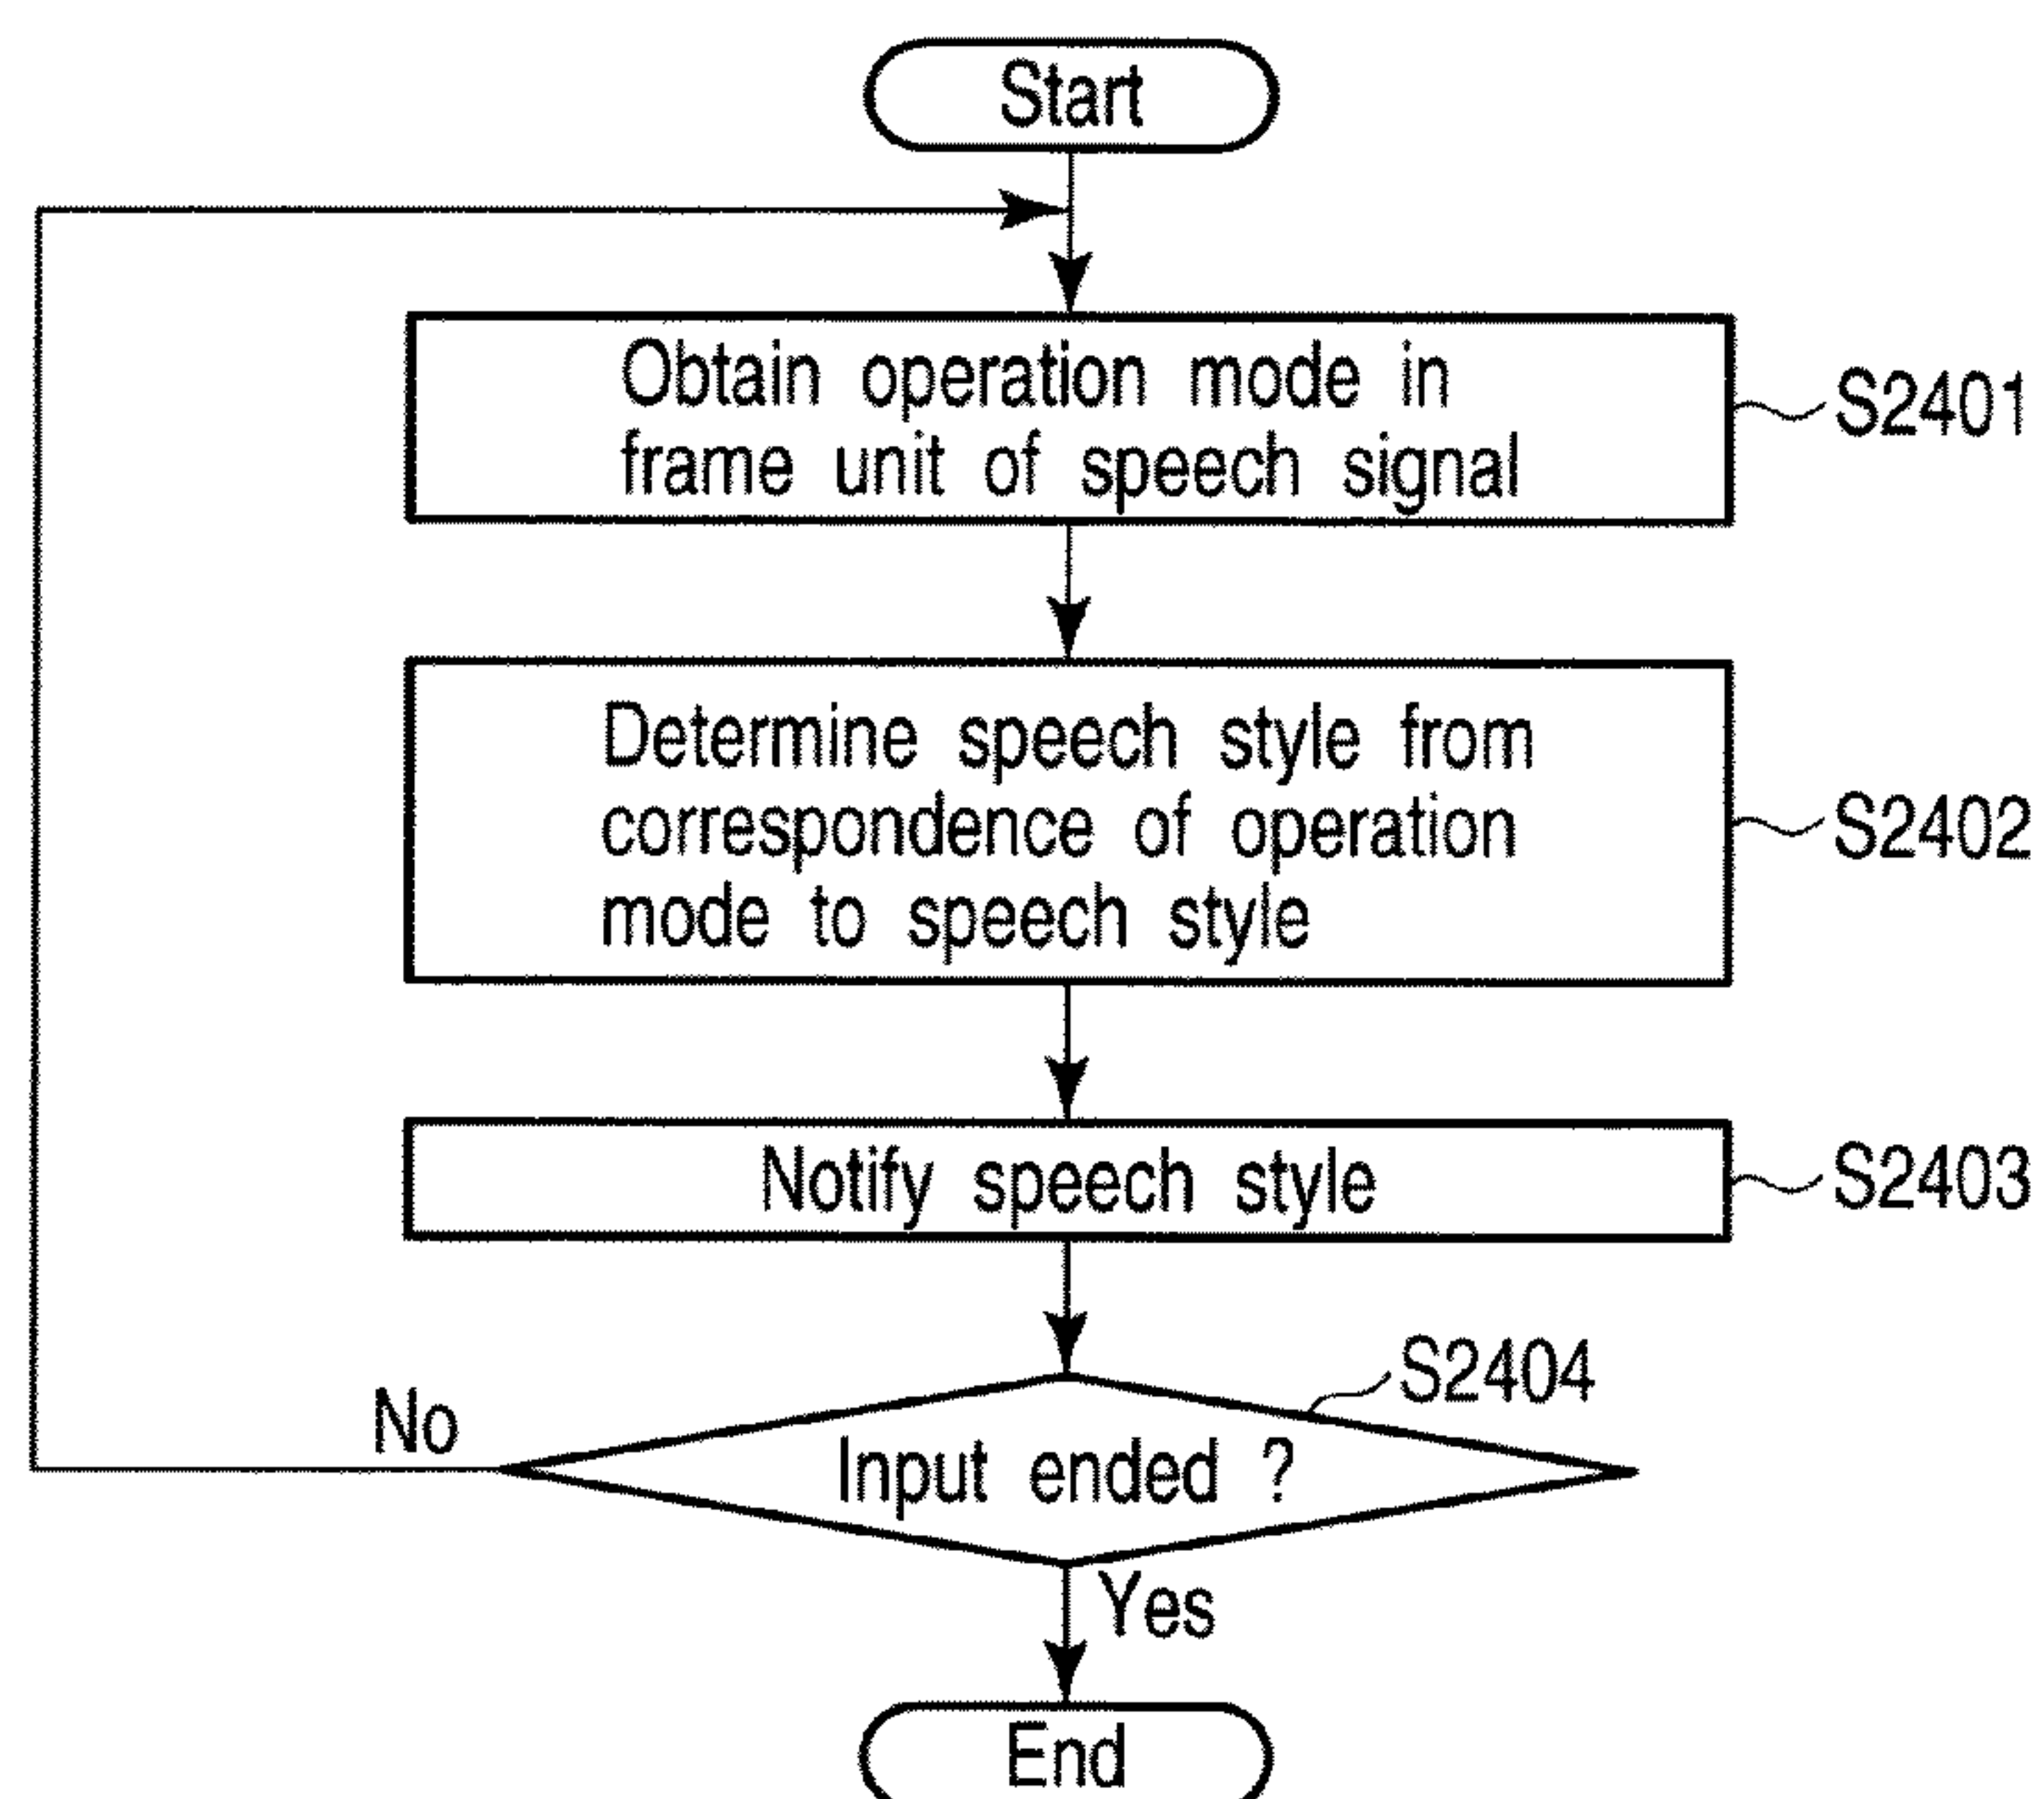 Start
Obtain operation mode in
frame unit of speech signal
S2401
Determine speech style from
correspondence of operation
mode to speech style
S2402
Notify speech style
S2403
S2404
Input ended ?
No
Yes
End